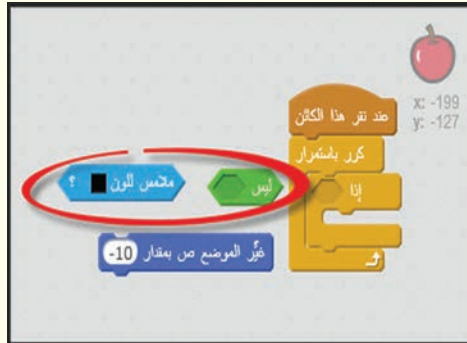 x: -199
y: -127
عند نقر هذا الكائن
كرر باستمرار
إذا
ليس
ملامس للون ؟
غيِّر الموضع ص بمقدار -10